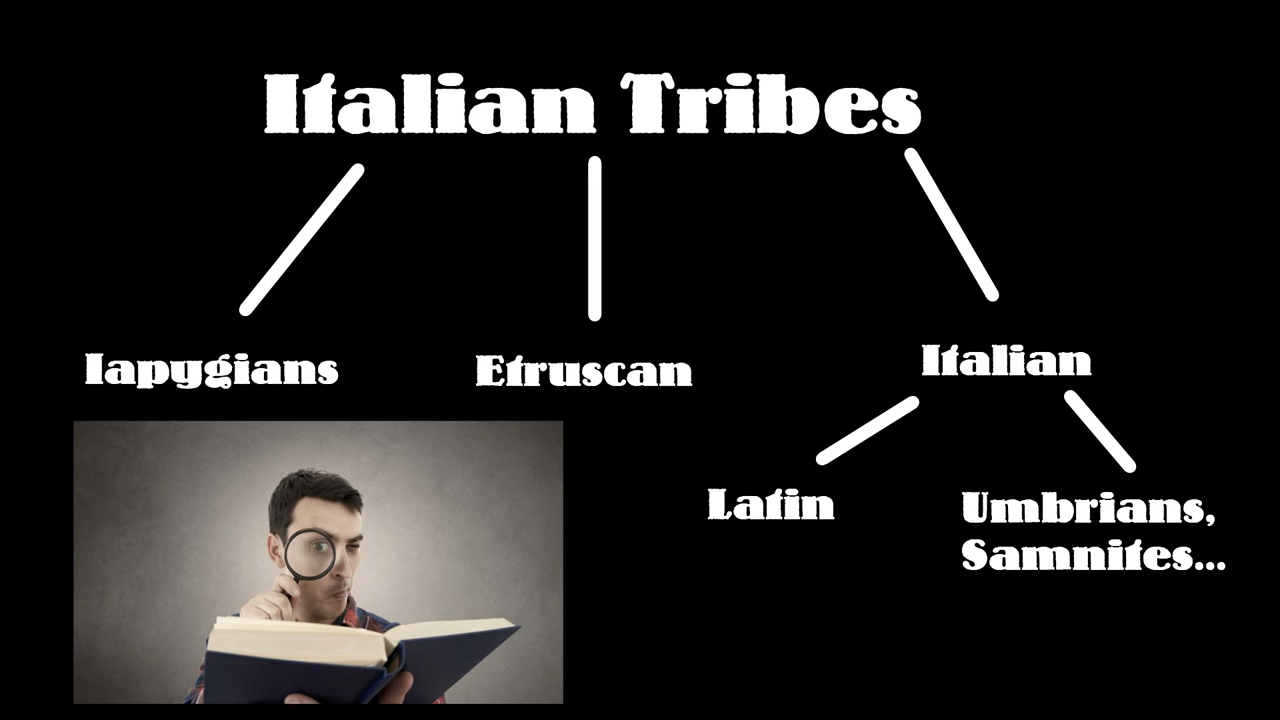 Italian Tribes
Iapygians
Etruscan
Italian
Latin
Umbrians,
Samnites...